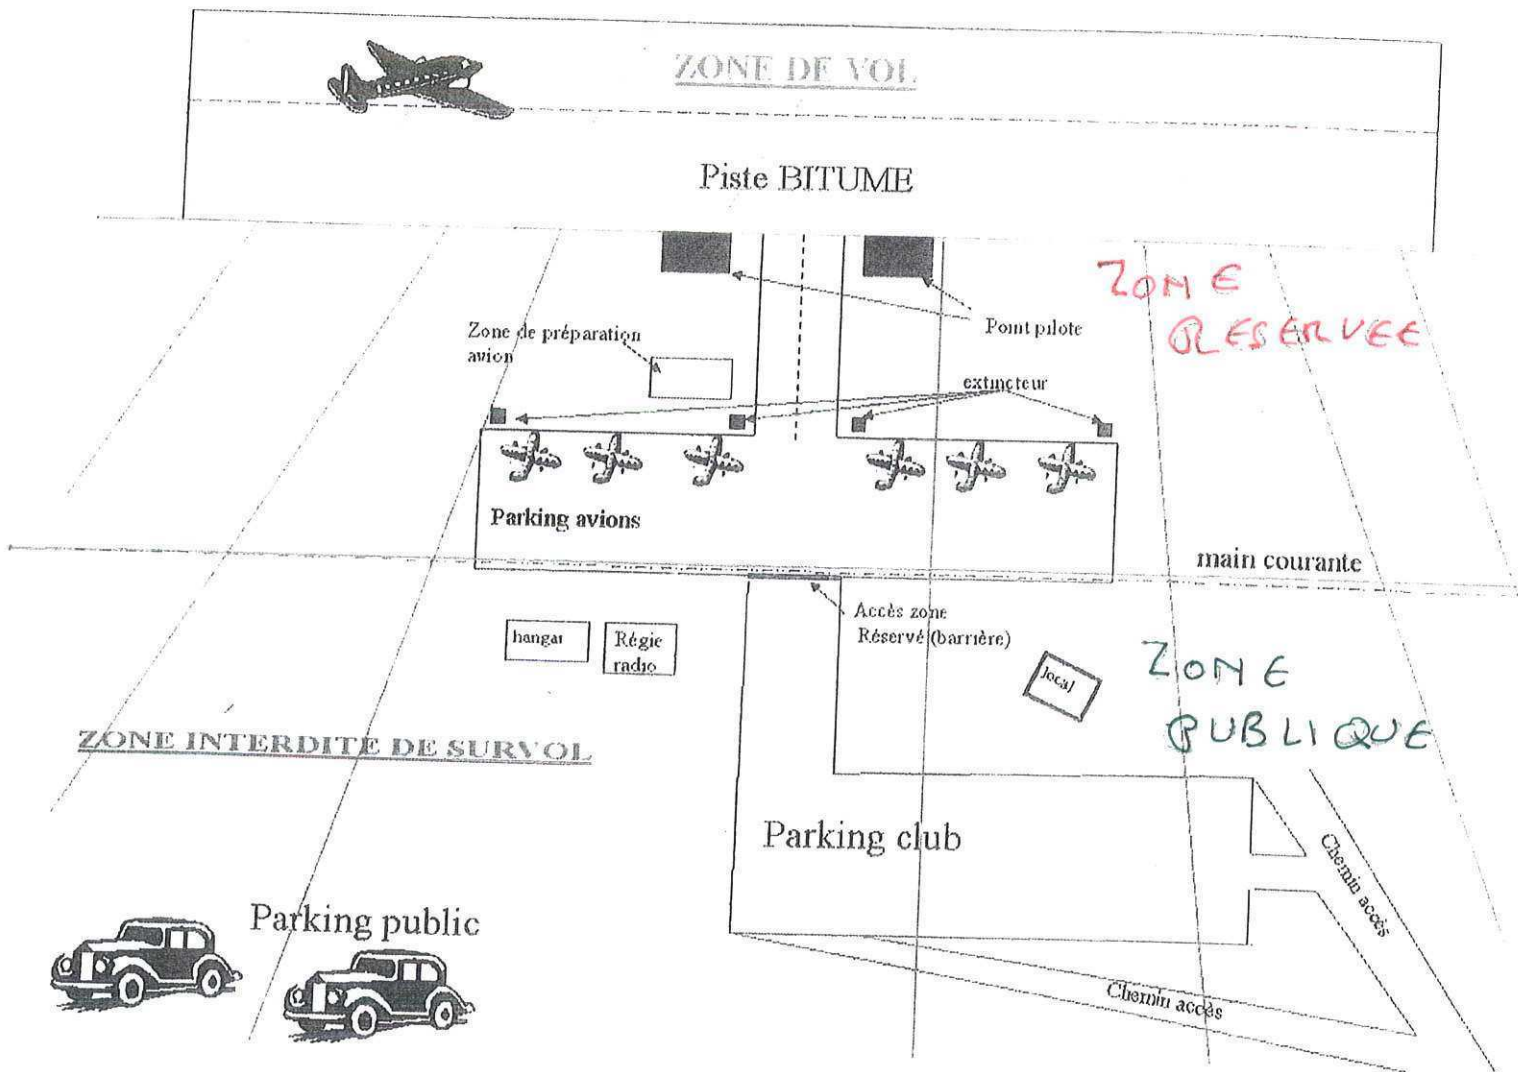 ZONE DE VOL
Piste BITUME
ZONE
RESERVEE
Zone de préparation
avion
Point pilote
extincteur
Parking avions
main courante
Accès zone
Réservé (barrière)
hangar
Régie
radio
local
ZONE
PUBLIQUE
ZONE INTERDITE DE SURVOL
Parking club
Chemin accès
Parking public
Chemin accès